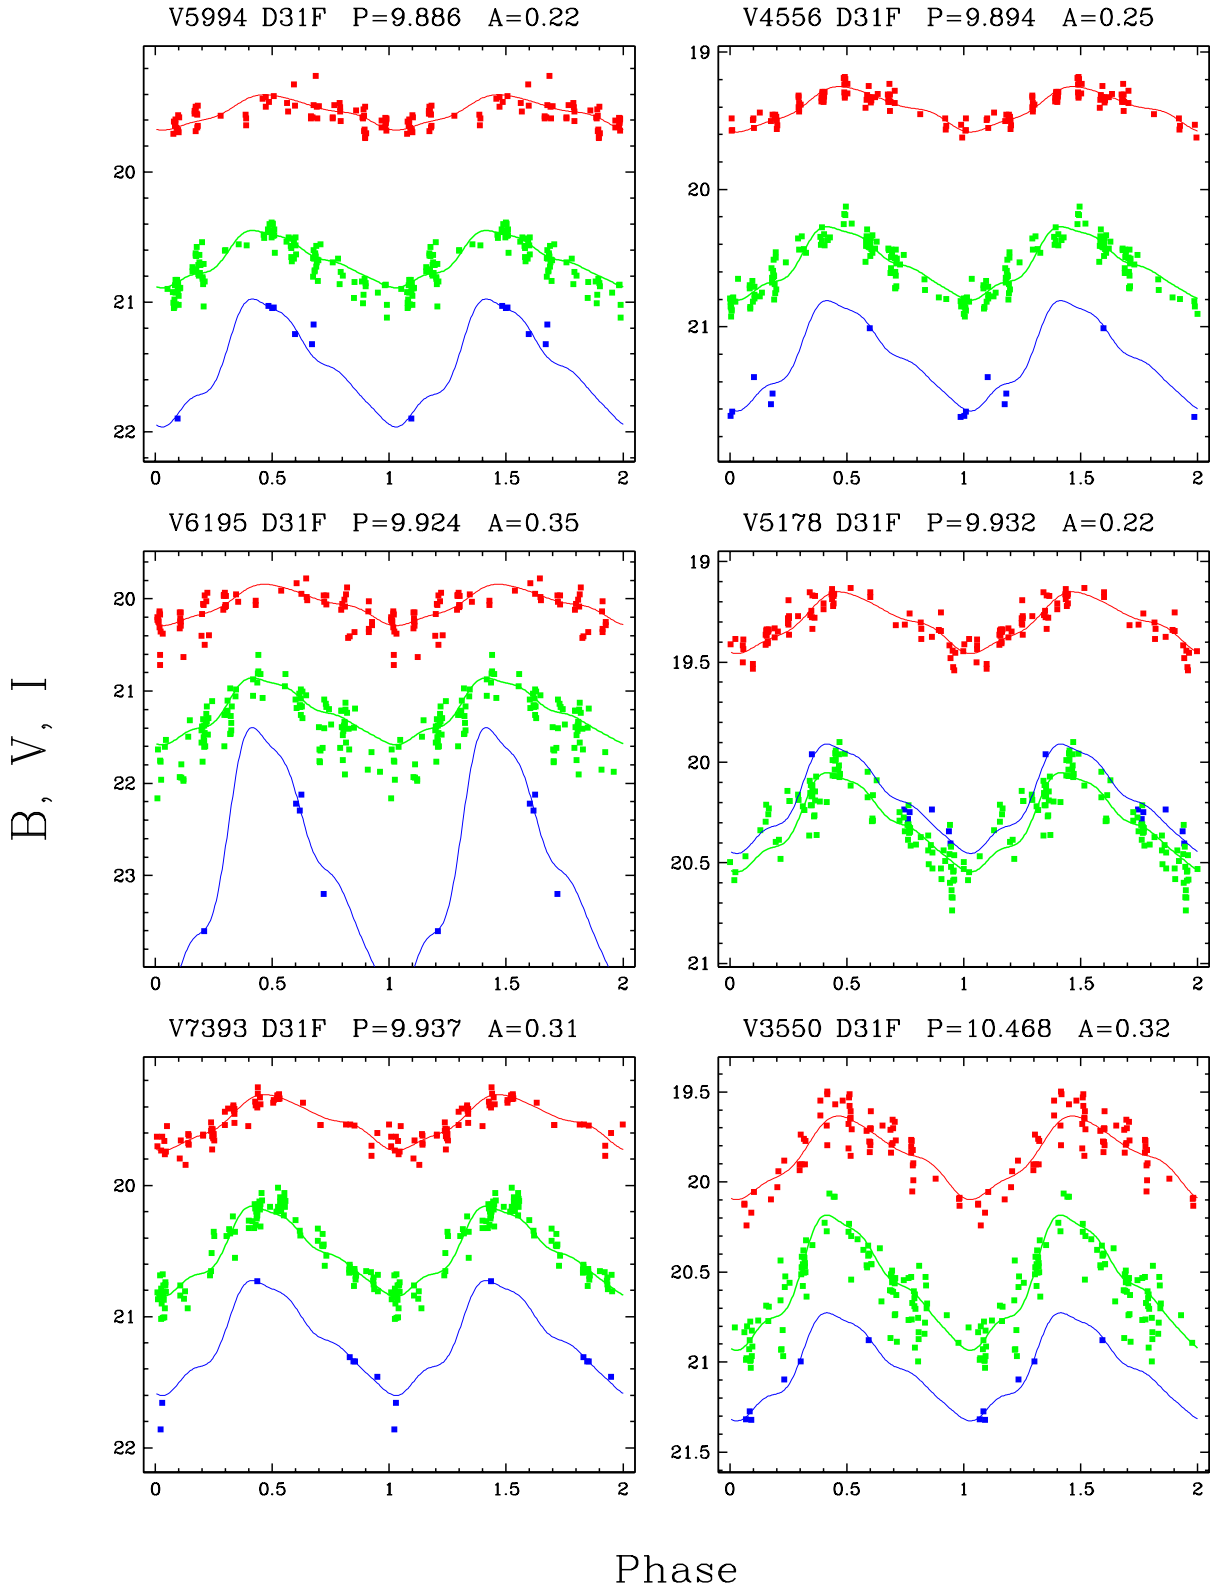 V5994 D31F P=9.886 A=0.22
V4556 D31F P=9.894 A=0.25
20
21
22
0 0.5 1 1.5 2
19
20
21
0 0.5 1 1.5 2
V6195 D31F P=9.924 A=0.35
V5178 D31F P=9.932 A=0.22
20
21
22
23
0 0.5 1 1.5 2
19
19.5
20
20.5
21
0 0.5 1 1.5 2
B, V, I
V7393 D31F P=9.937 A=0.31
V3550 D31F P=10.468 A=0.32
20
21
22
0 0.5 1 1.5 2
19.5
20
20.5
21
21.5
0 0.5 1 1.5 2
Phase